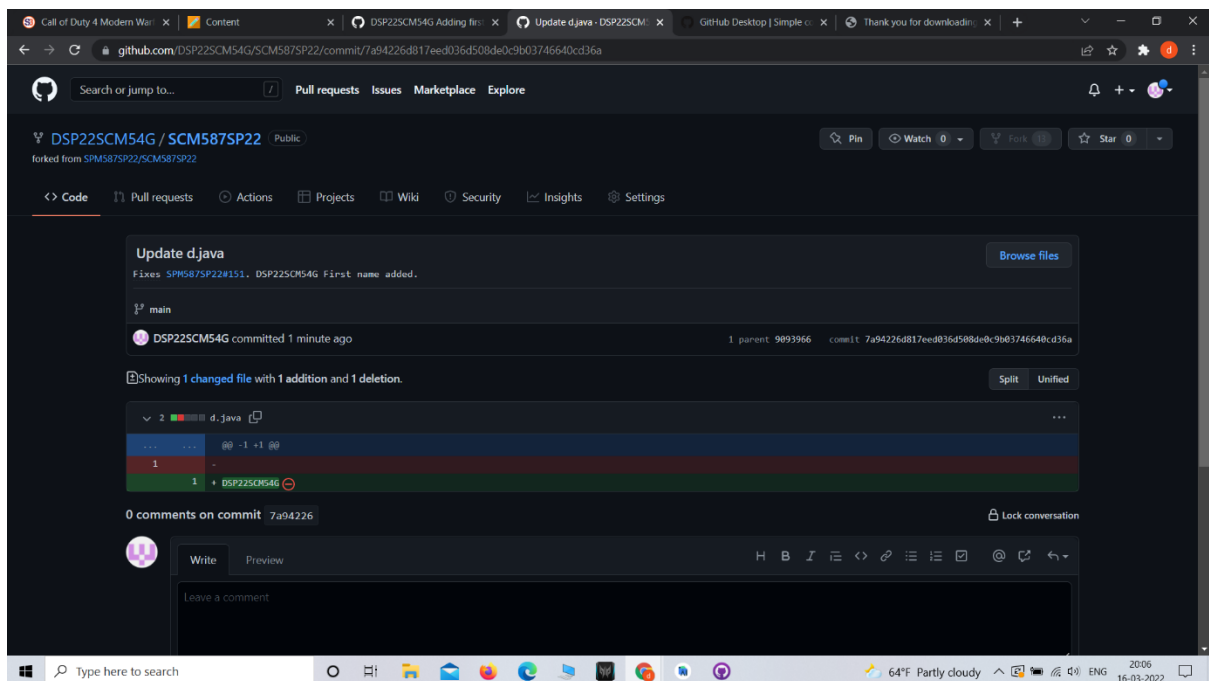 Call of Duty 4 Modern War
Content
DSP22SCM54G Adding firs
Update d.java · DSP22SCM5
GitHub Desktop | Simple co
Thank you for downloading
github.com/DSP22SCM54G/SCM587SP22/commit/7a94226d817eed036d508de0c9b03746640cd36a
Search or jump to... / Pull requests Issues Marketplace Explore
DSP22SCM54G / SCM587SP22 Public Pin Watch 0 Fork 11 Star 0
forked from SPM587SP22/SCM587SP22
<> Code Pull requests Actions Projects Wiki Security Insights Settings
Update d.java Browse files
Fixes SPM587SP22#151. DSP22SCM54G First name added.
main
DSP22SCM54G committed 1 minute ago 1 parent 9093966 commit 7a94226d817eed036d508de0c9b03746640cd36a
Showing 1 changed file with 1 addition and 1 deletion. Split Unified
2 d.java ...
... ... @@ -1 +1 @@
1 -
1 + DSP22SCM54G
0 comments on commit 7a94226 Lock conversation
Write Preview H B I
Leave a comment
Type here to search 64°F Partly cloudy ENG 20:06
16-03-2022